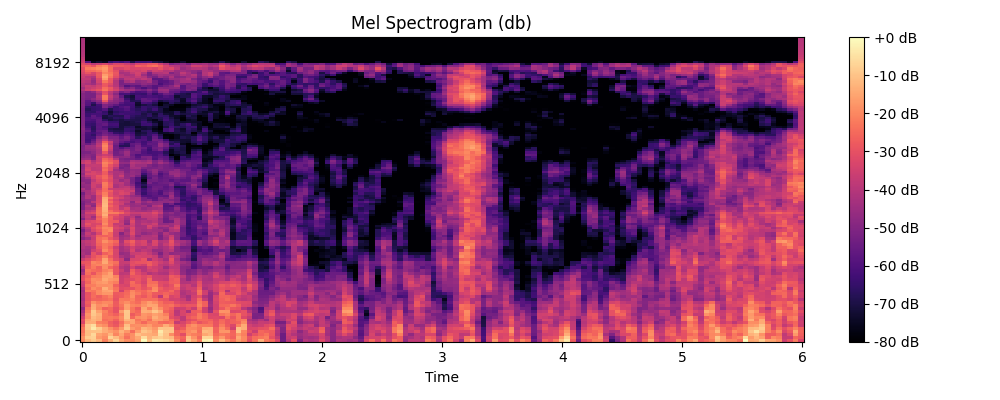 Mel Spectrogram (db)
8192
4096
2048
1024
512
0
Hz
0 1 2 3 4 5 6
Time
+0 dB
-10 dB
-20 dB
-30 dB
-40 dB
-50 dB
-60 dB
-70 dB
-80 dB